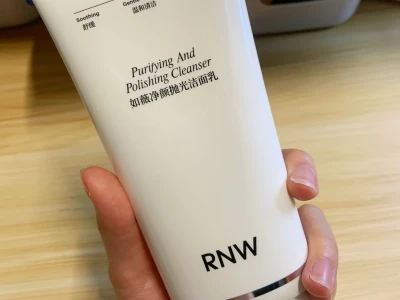 Soothing
舒缓
Gentle
温和清洁
Purifying And
Polishing Cleanser
如薇净颜抛光洁面乳
RNW